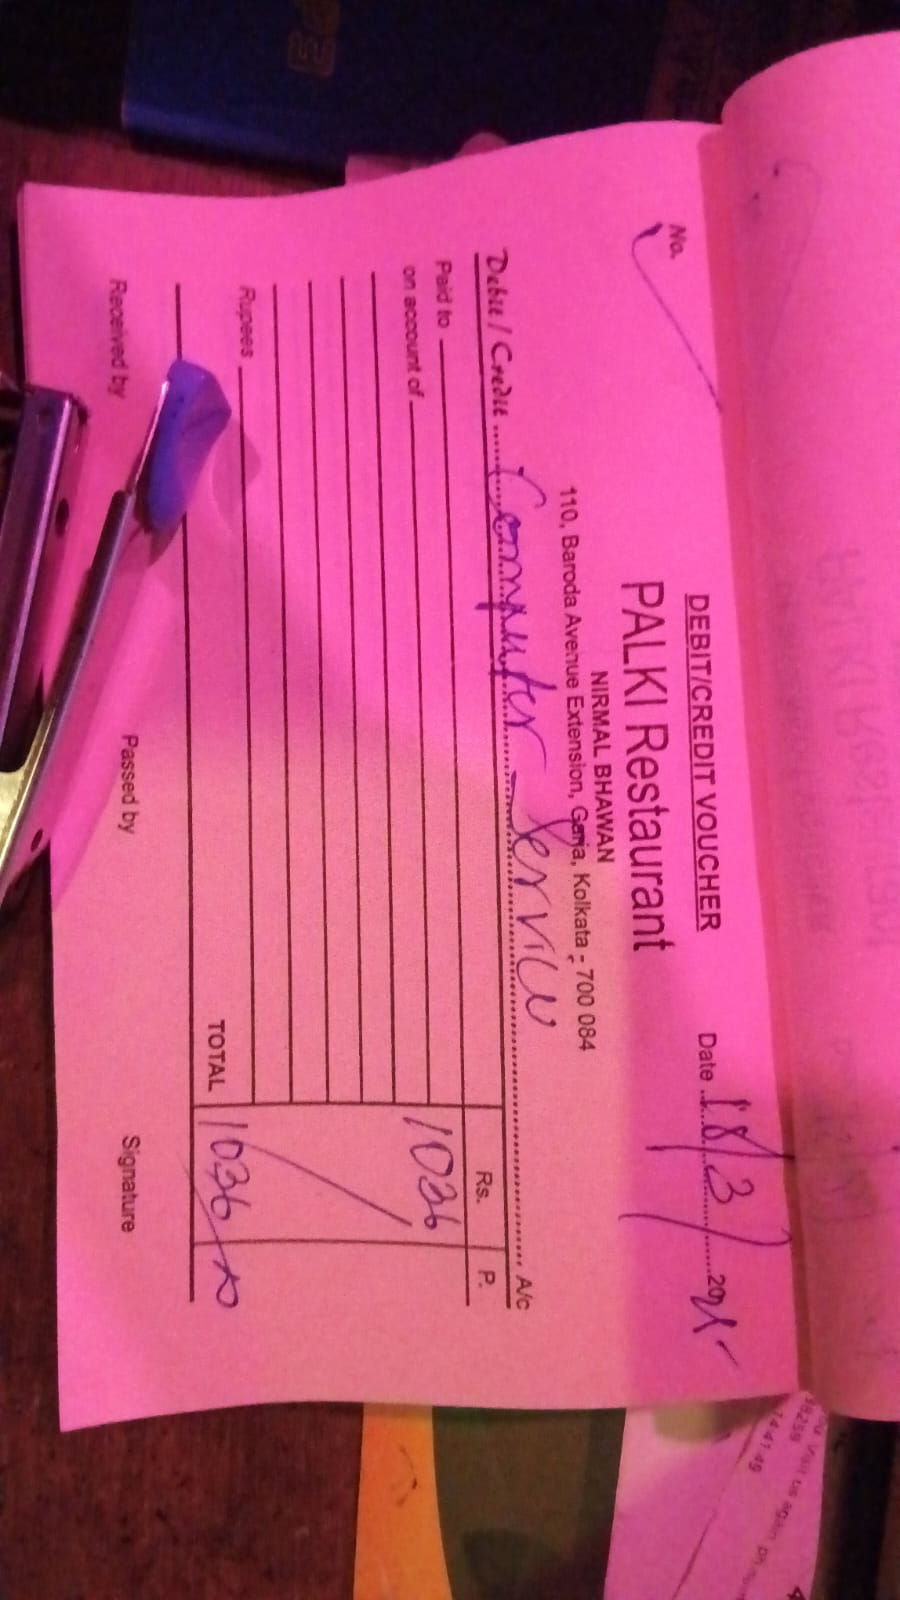 DEBIT/CREDIT VOUCHER
No.
PALKI Restaurant
Date 18/3/
NIRMAL BHAWAN
110, Baroda Avenue Extension, Garia, Kolkata - 700 084
Debit / Credit Computer Service A/c
Rs. P.
Paid to
on account of 1036
Rupees
TOTAL 1036
Received by Passed by Signature